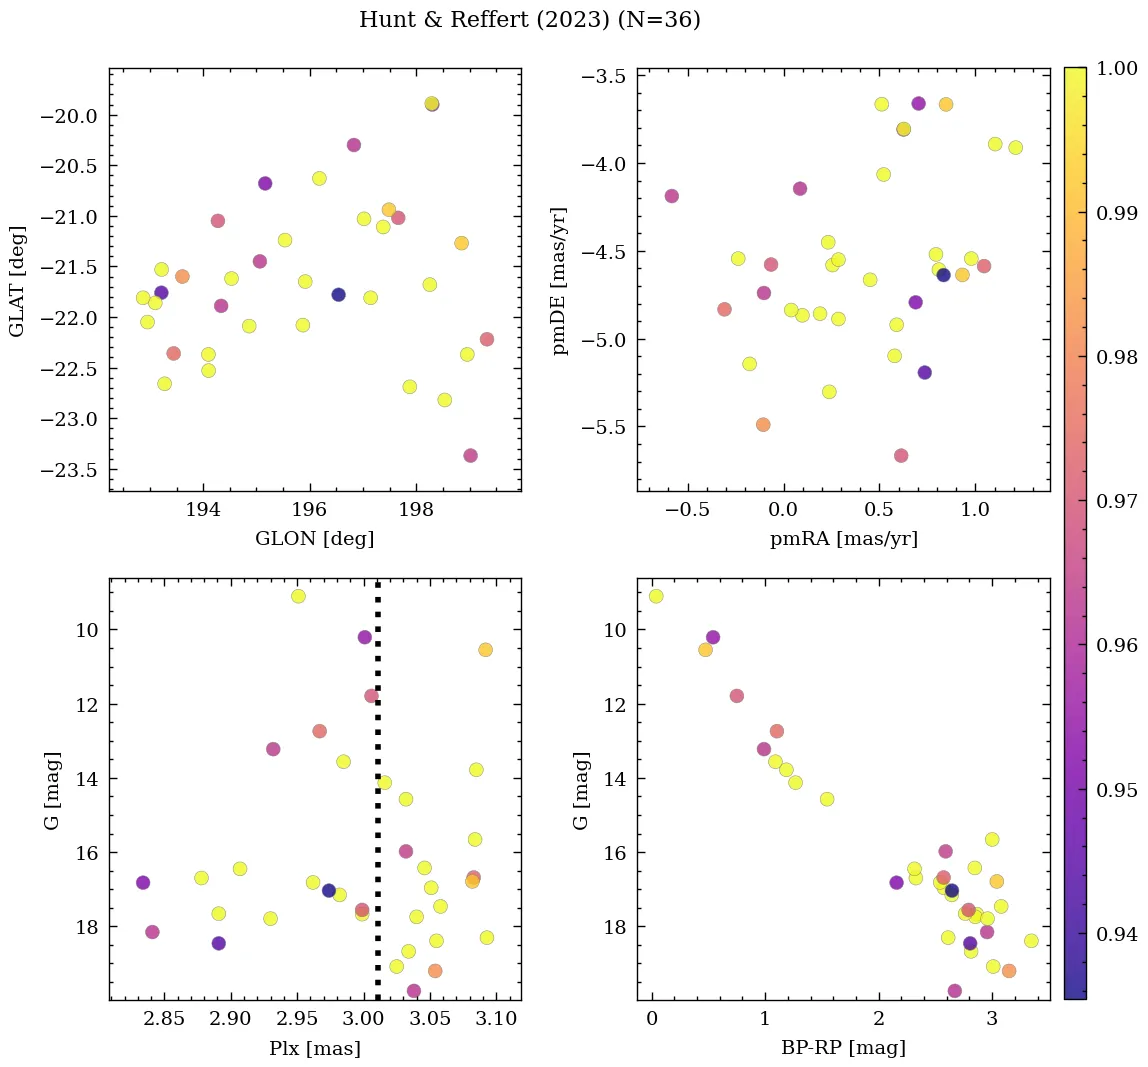 Hunt & Reffert (2023) (N=36)
−20.0
−20.5
−21.0
−21.5
−22.0
−22.5
−23.0
−23.5
GLAT [deg]
194 196 198
GLON [deg]
−3.5
−4.0
−4.5
−5.0
−5.5
pmDE [mas/yr]
−0.5 0.0 0.5 1.0
pmRA [mas/yr]
10
12
14
16
18
G [mag]
2.85 2.90 2.95 3.00 3.05 3.10
Plx [mas]
10
12
14
16
18
G [mag]
0 1 2 3
BP-RP [mag]
1.00
0.99
0.98
0.97
0.96
0.95
0.94